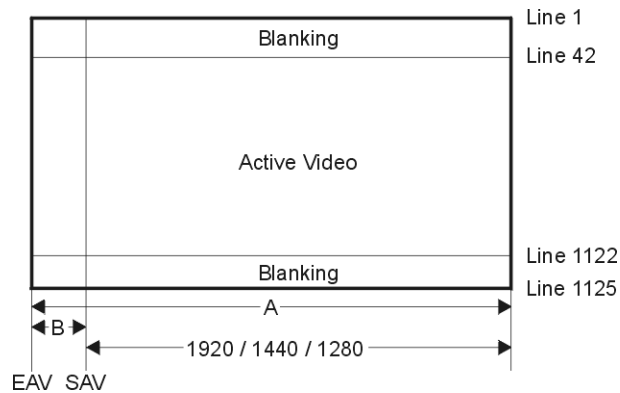 Line 1
Blanking
Line 42
Active Video
Line 1122
Blanking
Line 1125
A
B
1920 / 1440 / 1280
EAV SAV